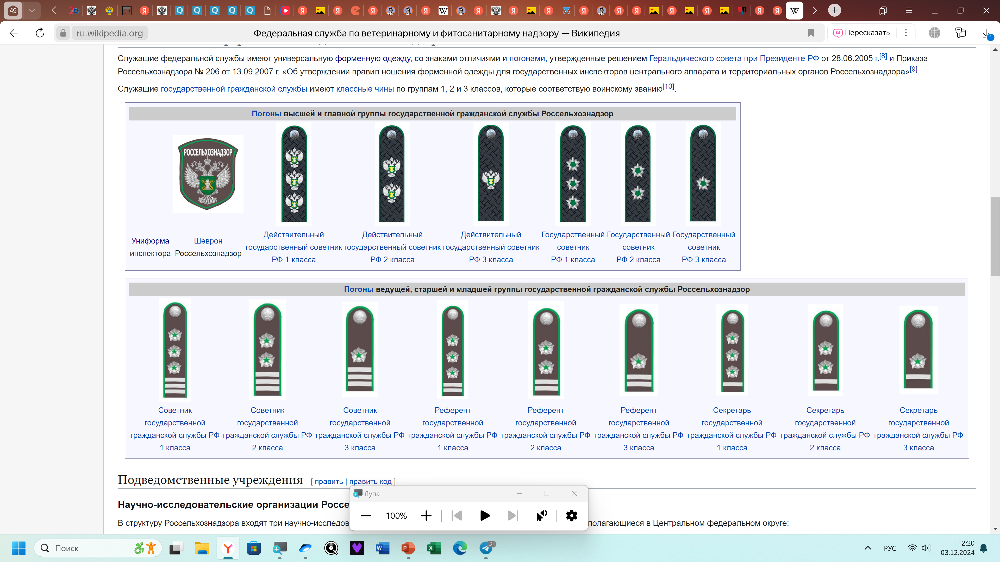 49
ru.wikipedia.org
Федеральная служба по ветеринарному и фитосанитарному надзору — Википедия
Пересказать
1
Служащие федеральной службы имеют универсальную форменную одежду, со знаками отличиями и погонами, утвержденные решением Геральдического совета при Президенте РФ от 28.06.2005 г.[8] и Приказа
Россельхознадзора № 206 от 13.09.2007 г. «Об утверждении правил ношения форменной одежды для государственных инспекторов центрального аппарата и территориальных органов Россельхознадзора»[9].
Служащие государственной гражданской службы имеют классные чины по группам 1, 2 и 3 классов, которые соответствую воинскому званию[10].
Погоны высшей и главной группы государственной гражданской службы Россельхознадзор
РОССЕЛЬХОЗНАДЗОР
Униформа
инспектора
Шеврон
Россельхознадзор
Действительный
государственный советник
РФ 1 класса
Действительный
государственный советник
РФ 2 класса
Действительный
государственный советник
РФ 3 класса
Государственный
советник
РФ 1 класса
Государственный
советник
РФ 2 класса
Государственный
советник
РФ 3 класса
Погоны ведущей, старшей и младшей группы государственной гражданской службы Россельхознадзор
Советник
государственной
гражданской службы РФ
1 класса
Советник
государственной
гражданской службы РФ
2 класса
Советник
государственной
гражданской службы РФ
3 класса
Референт
государственной
гражданской службы РФ
1 класса
Референт
государственной
гражданской службы РФ
2 класса
Референт
государственной
гражданской службы РФ
3 класса
Секретарь
государственной
гражданской службы РФ
1 класса
Секретарь
государственной
гражданской службы РФ
2 класса
Секретарь
государственной
гражданской службы РФ
3 класса
Подведомственные учреждения [ править | править код ]
Научно-исследовательские организации Россе
В структуру Россельхознадзора входят три научно-исследов
полагающиеся в Центральном федеральном округе:
Лупа
100%
Поиск
21
РУС
2:20
03.12.2024